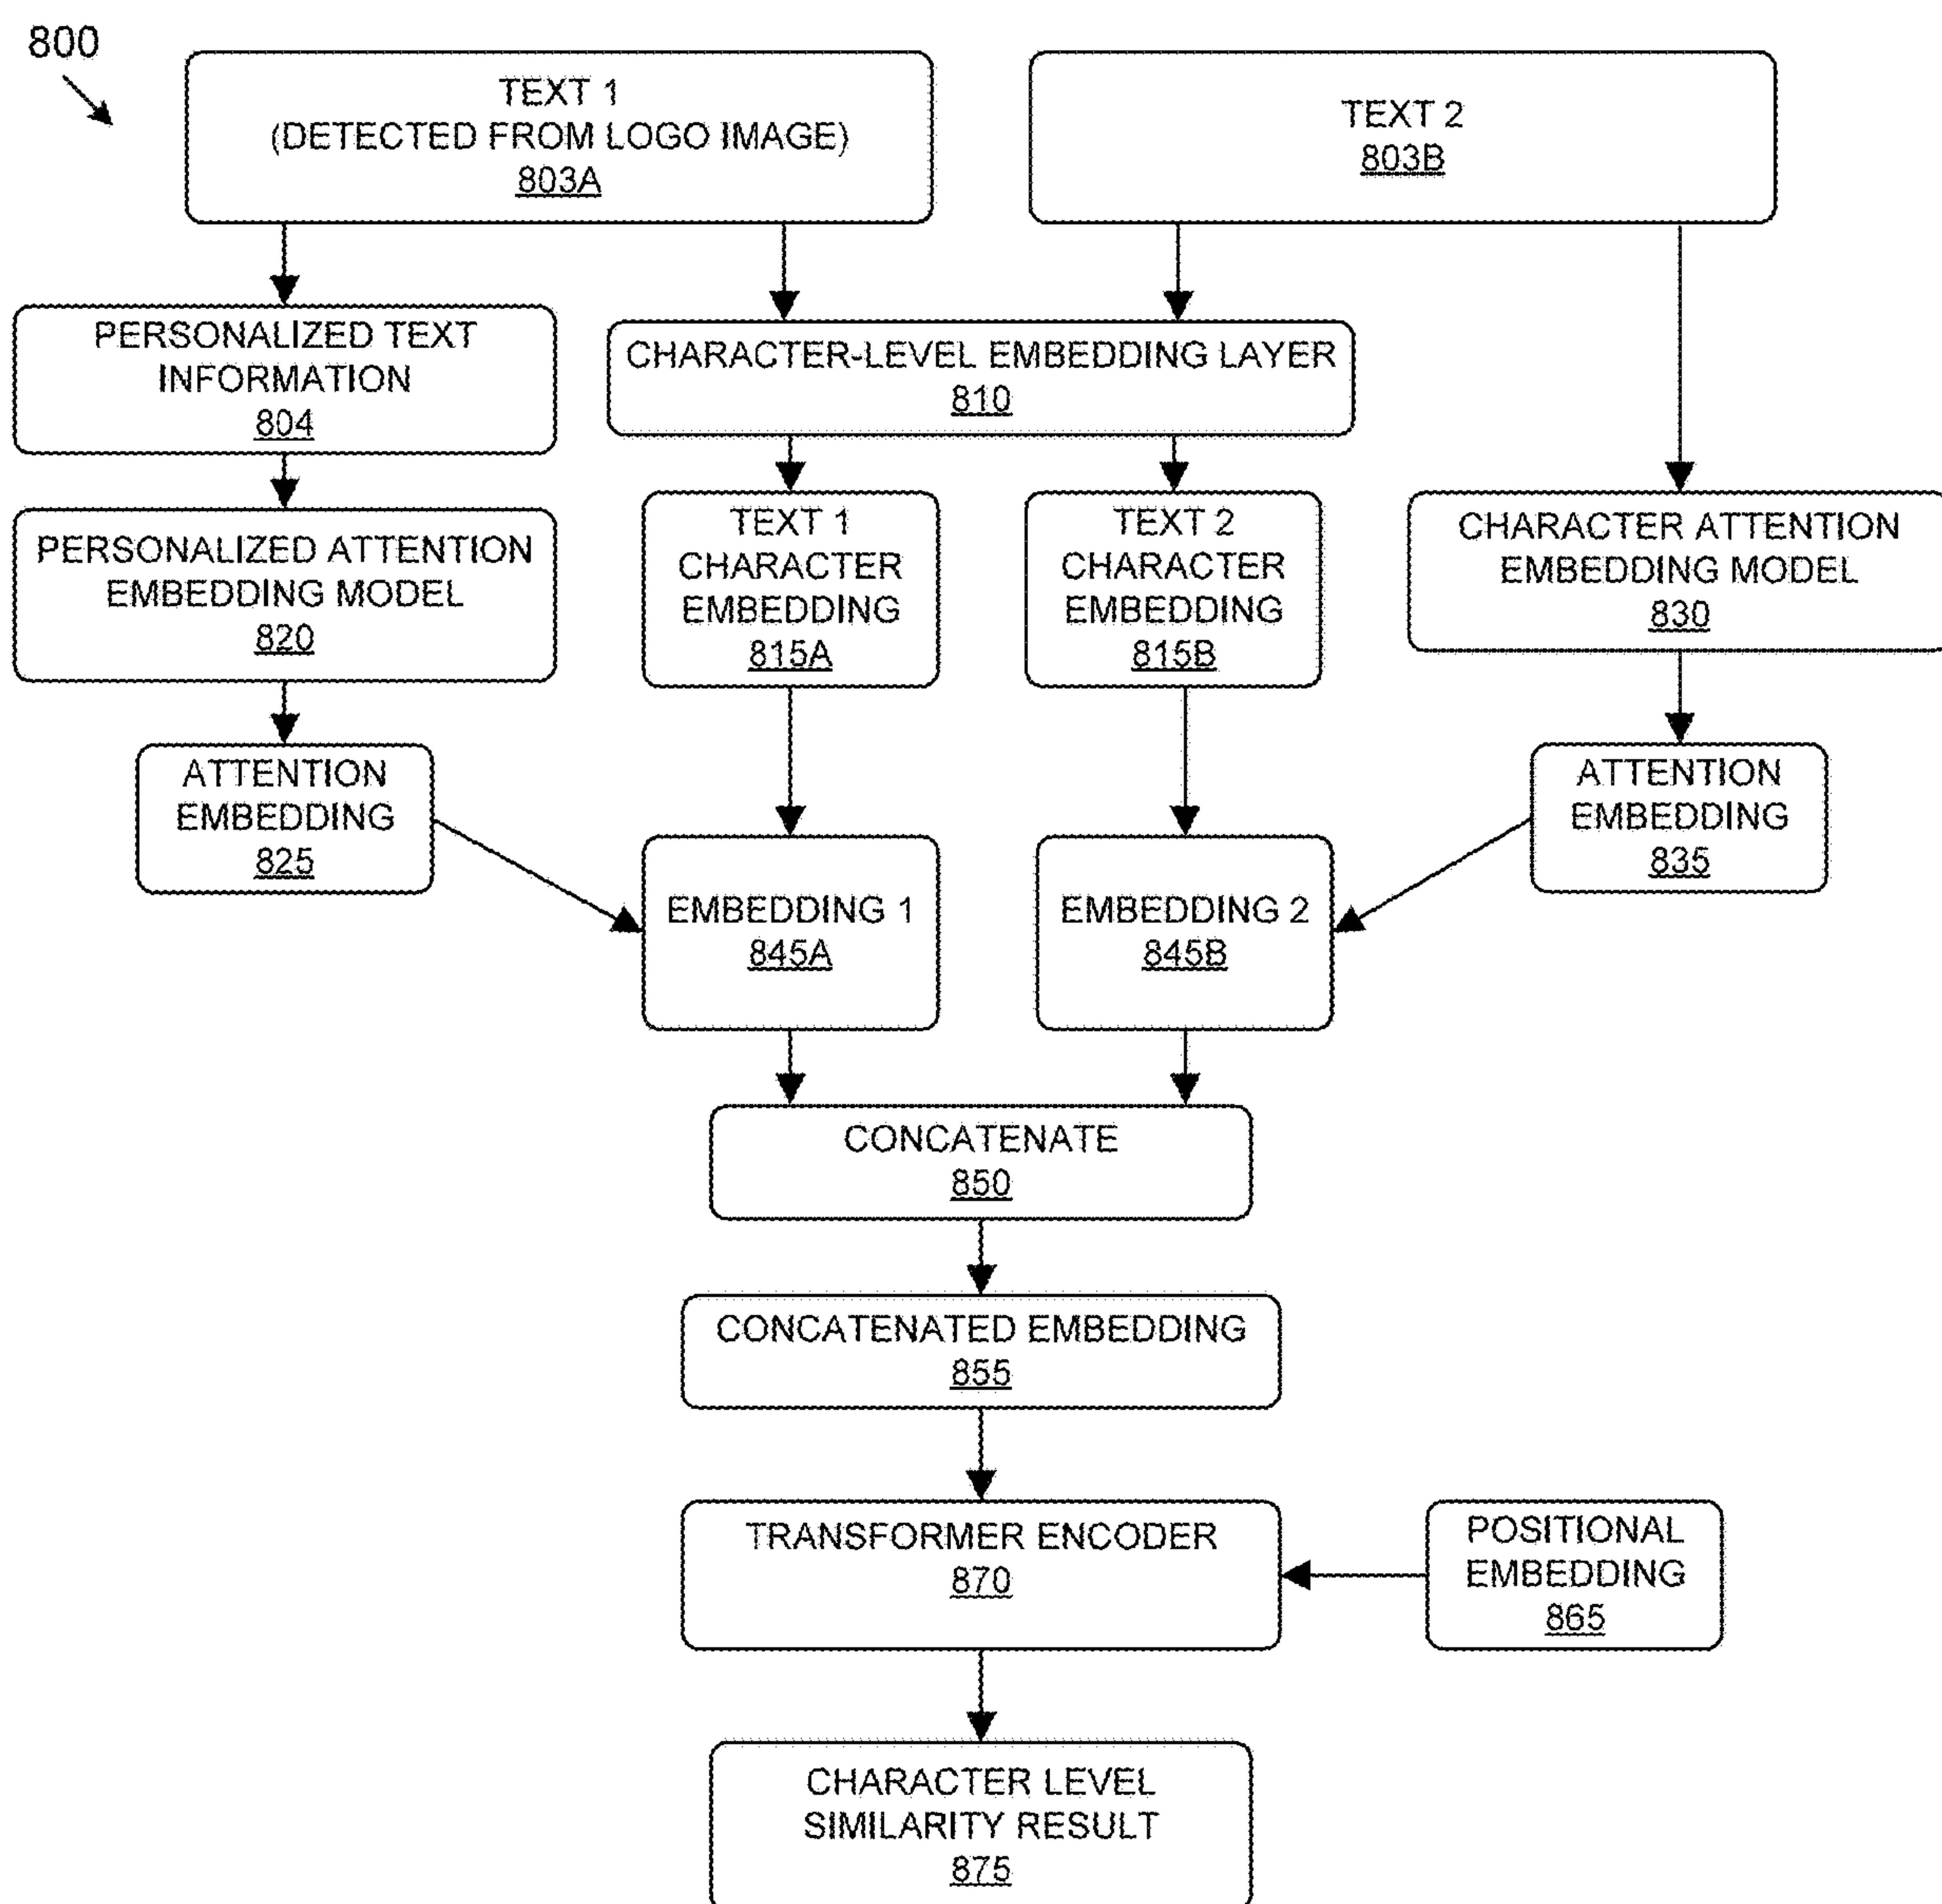 800
TEXT 1
(DETECTED FROM LOGO IMAGE)
803A
TEXT 2
803B
PERSONALIZED TEXT
INFORMATION
804
CHARACTER-LEVEL EMBEDDING LAYER
810
PERSONALIZED ATTENTION
EMBEDDING MODEL
820
TEXT 1
CHARACTER
EMBEDDING
815A
TEXT 2
CHARACTER
EMBEDDING
815B
CHARACTER ATTENTION
EMBEDDING MODEL
830
ATTENTION
EMBEDDING
825
ATTENTION
EMBEDDING
835
EMBEDDING 1
845A
EMBEDDING 2
845B
CONCATENATE
850
CONCATENATED EMBEDDING
855
TRANSFORMER ENCODER
870
POSITIONAL
EMBEDDING
865
CHARACTER LEVEL
SIMILARITY RESULT
875